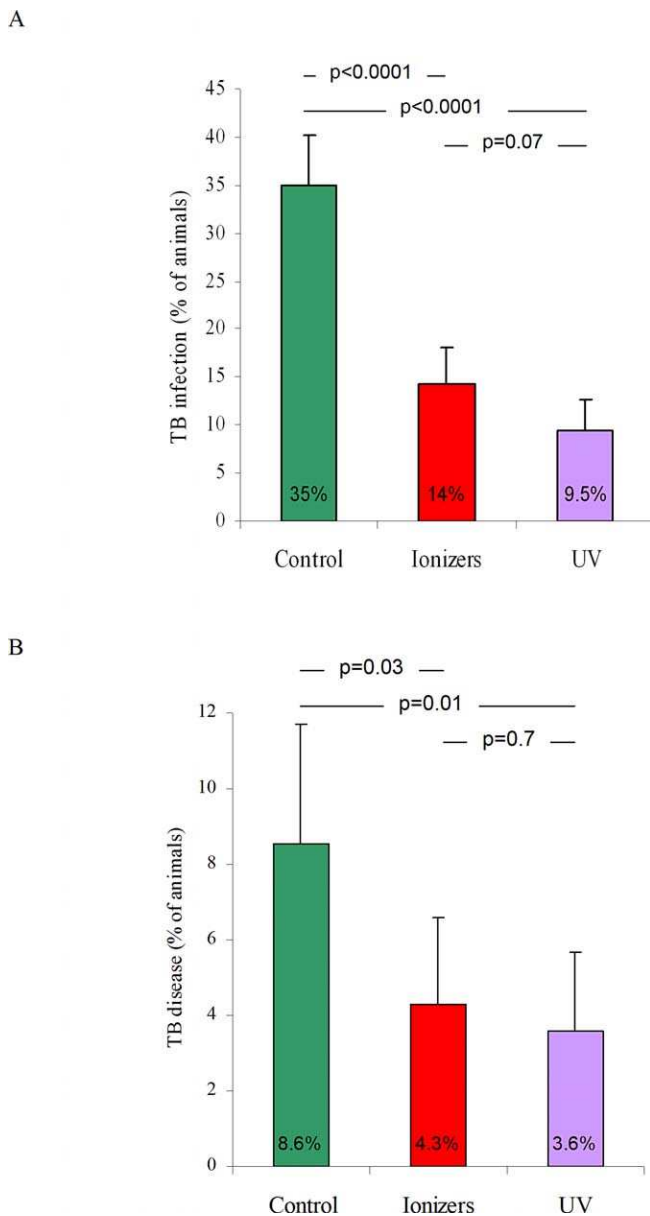 A
p<0.0001
p<0.0001
p=0.07
45
40
35
30
25
20
15
10
5
0
TB infection (% of animals)
35%
14%
9.5%
Control Ionizers UV
B
p=0.03
p=0.01
p=0.7
12
10
8
6
4
2
0
TB disease (% of animals)
8.6%
4.3%
3.6%
Control Ionizers UV